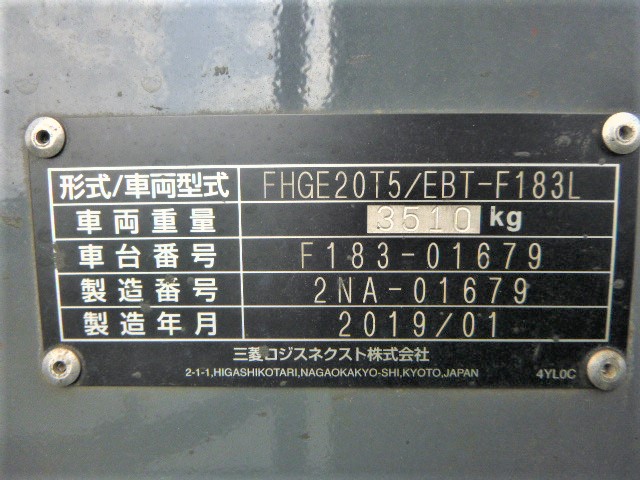 形式/車両型式 FHGE20T5/EBT-F183L
車両重量 3510 kg
車台番号 F183-01679
製造番号 2NA-01679
製造年月 2019/01
三菱ロジスネクスト株式会社
2-1-1,HIGASHIKOTARI,NAGAOKAKYO-SHI,KYOTO,JAPAN 4YL0C